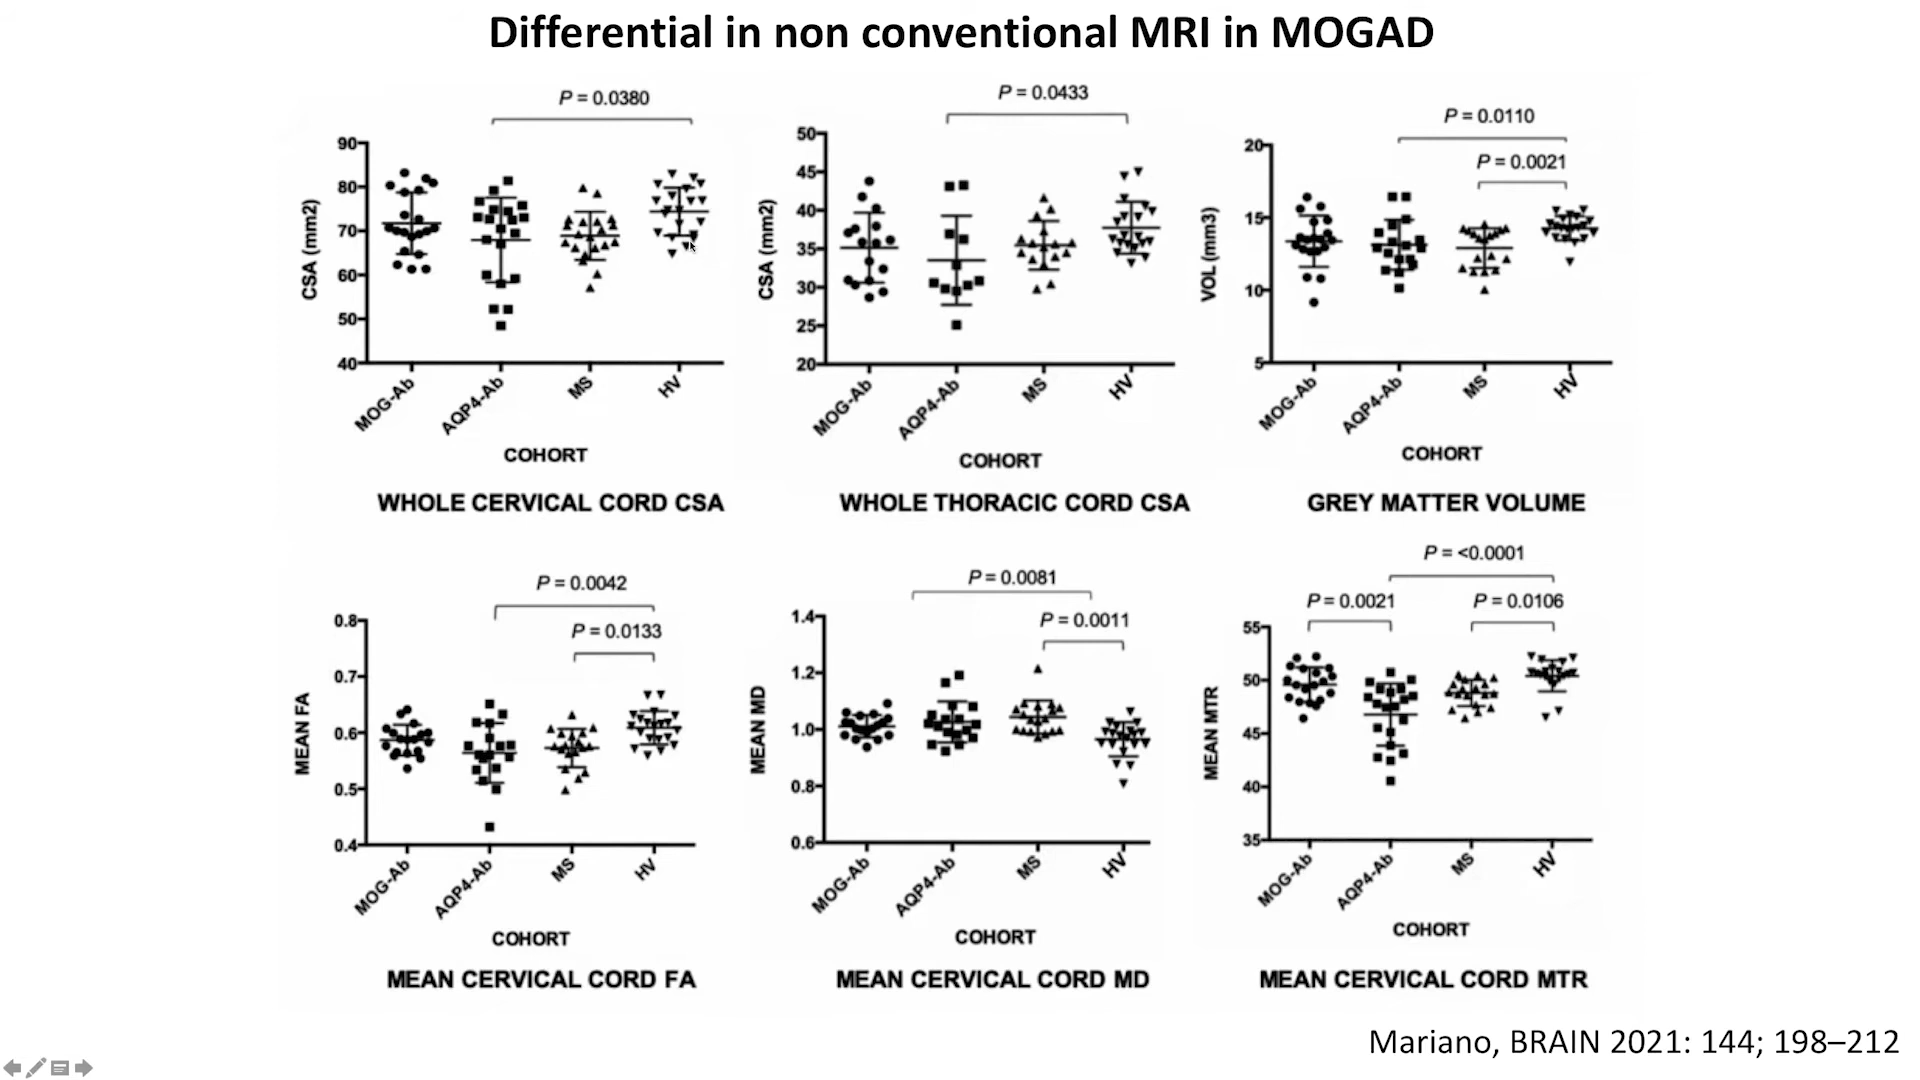 Differential in non conventional MRI in MOGAD
P = 0.0380
90
80
70
60
50
40
CSA (mm2)
MOG-Ab
AQP4-Ab
MS
HV
COHORT
WHOLE CERVICAL CORD CSA
P = 0.0433
50
45
40
35
30
25
20
CSA (mm2)
MOG-Ab
AQP4-Ab
MS
HV
COHORT
WHOLE THORACIC CORD CSA
P = 0.0110
P = 0.0021
20
15
10
5
VOL (mm3)
MOG-Ab
AQP4-Ab
MS
HV
COHORT
GREY MATTER VOLUME
P = 0.0042
P = 0.0133
0.8
0.7
0.6
0.5
0.4
MEAN FA
MOG-Ab
AQP4-Ab
MS
HV
COHORT
MEAN CERVICAL CORD FA
P = 0.0081
P = 0.0011
1.4
1.2
1.0
0.8
0.6
MEAN MD
MOG-Ab
AQP4-Ab
MS
HV
COHORT
MEAN CERVICAL CORD MD
P = <0.0001
P = 0.0021
P = 0.0106
55
50
45
40
35
MEAN MTR
MOG-Ab
AQP4-Ab
MS
HV
COHORT
MEAN CERVICAL CORD MTR
Mariano, BRAIN 2021: 144; 198–212